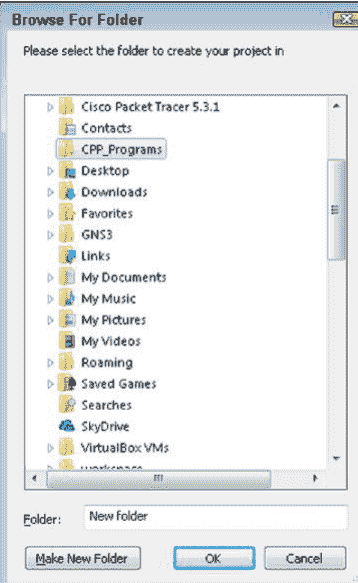 Browse For Folder
Please select the folder to create your project in
Cisco Packet Tracer 5.3.1
Contacts
CPP_Programs
Desktop
Downloads
Favorites
GNS3
Links
My Documents
My Music
My Pictures
My Videos
Roaming
Saved Games
Searches
SkyDrive
VirtualBox VMs
workspace
Folder:
New folder
Make New Folder
OK
Cancel